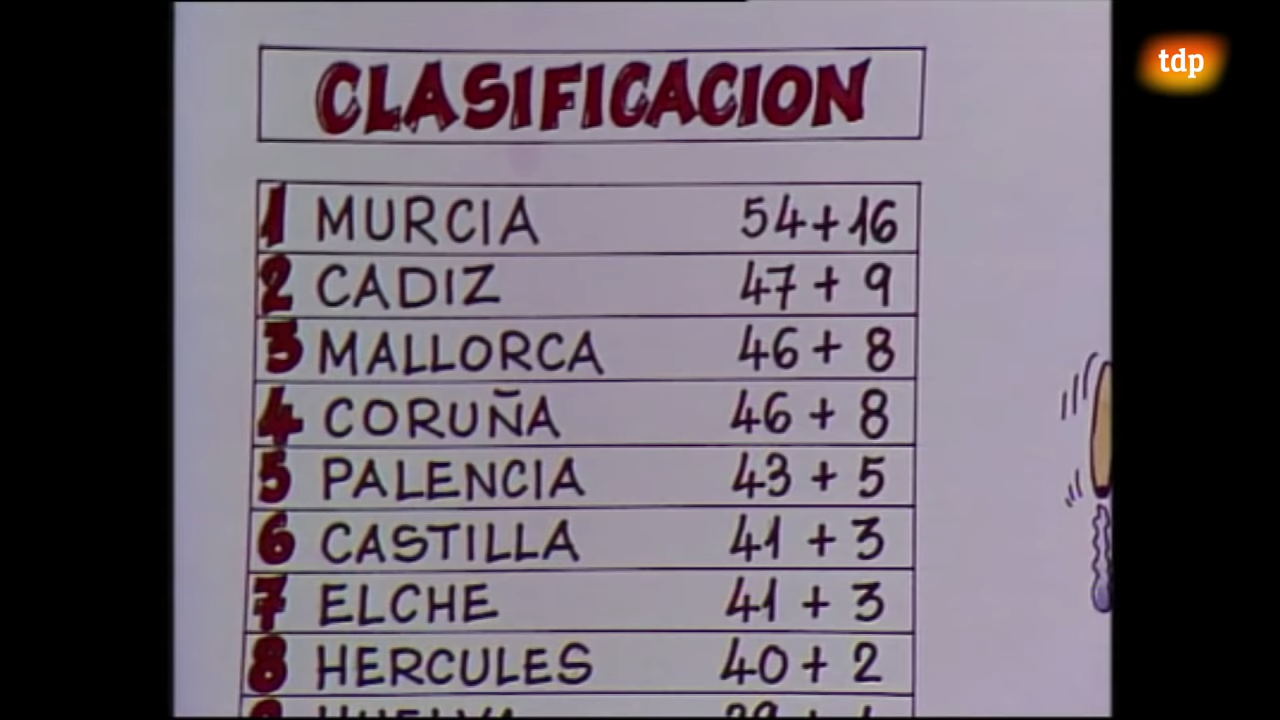 tdp
CLASIFICACION
1 MURCIA 54+16
2 CADIZ 47+9
3 MALLORCA 46+8
4 CORUÑA 46+8
5 PALENCIA 43+5
6 CASTILLA 41+3
7 ELCHE 41+3
8 HERCULES 40+2